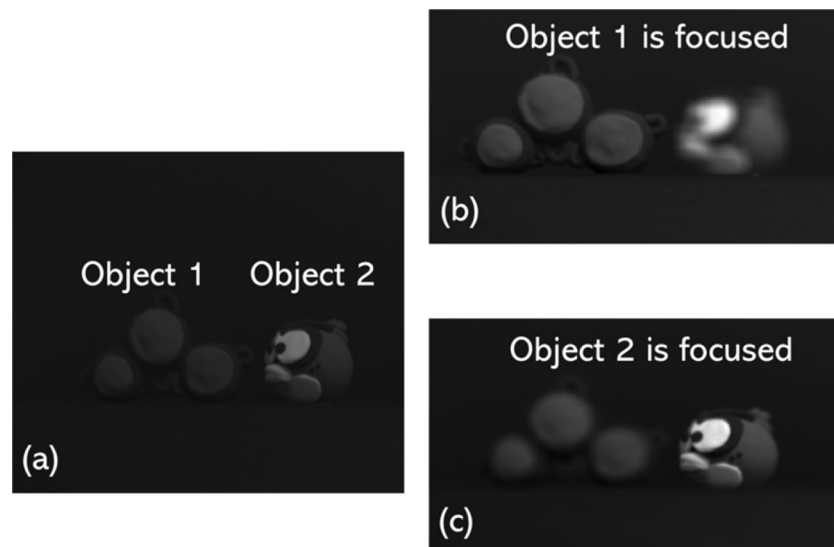 Object 1 Object 2
(a)
Object 1 is focused
(b)
Object 2 is focused
(c)